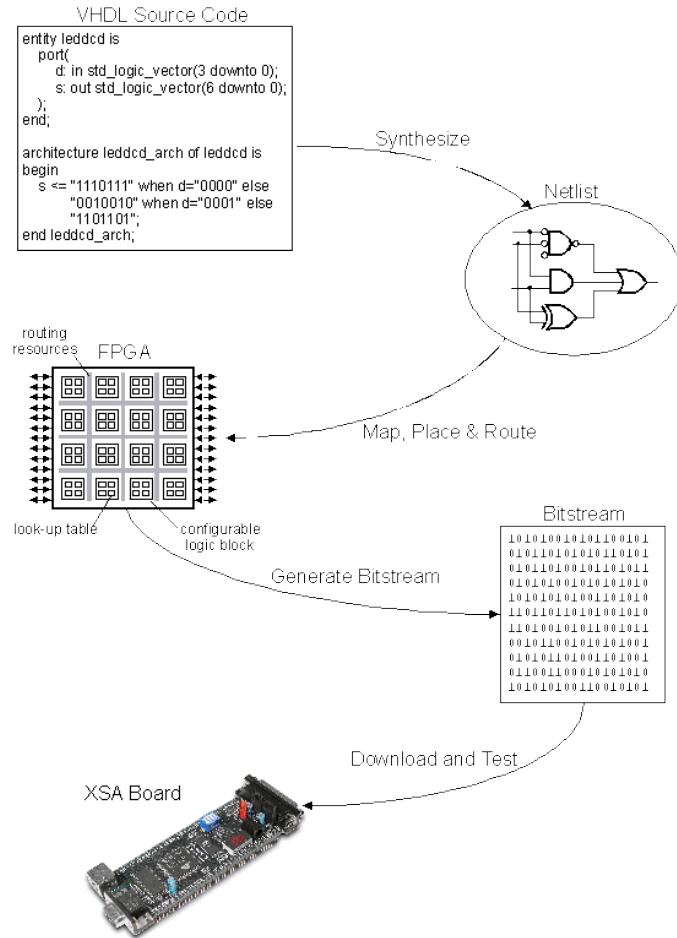 VHDL Source Code
entity leddcd is
port(
d: in std_logic_vector(3 downto 0);
s: out std_logic_vector(6 downto 0);
);
end;
architecture leddcd_arch of leddcd is
begin
s <= "1110111" when d="0000" else
"0010010" when d="0001" else
"1101101";
end leddcd_arch;
Synthesize
Netlist
routing
resources
FPGA
Map, Place & Route
look-up table
configurable
logic block
Bitstream
Generate Bitstream
Download and Test
XSA Board